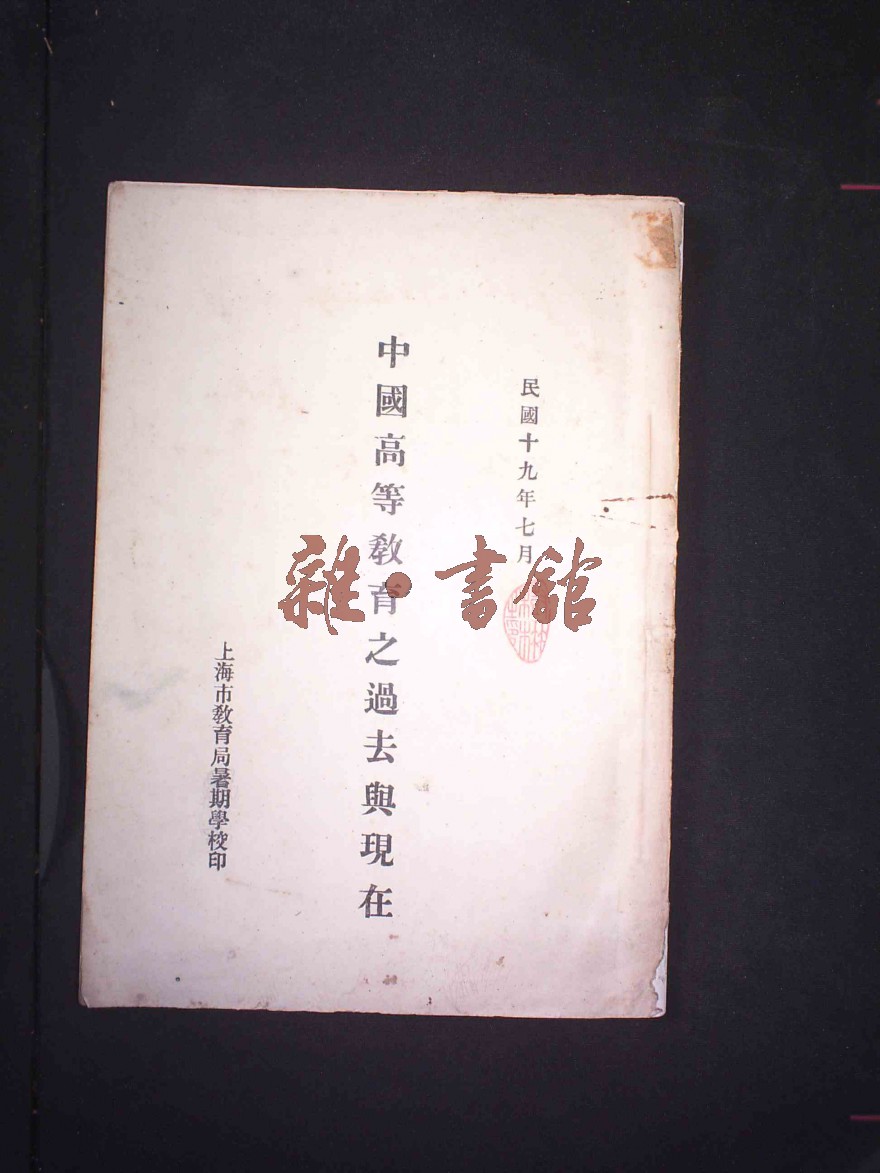 民國十九年七月
中國高等教育之過去與現在
上海市教育局暑期學校印
雜·書館